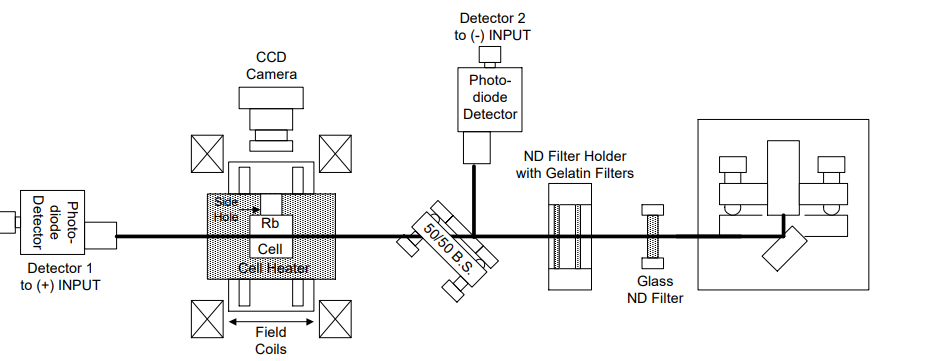 Detector 2
to (-) INPUT
CCD
Camera
Photo-
diode
Detector
ND Filter Holder
with Gelatin Filters
Side
Hole
Rb
Cell
Cell Heater
Photo-
diode
Detector
50/50 B.S.
Detector 1
to (+) INPUT
Glass
ND Filter
Field
Coils